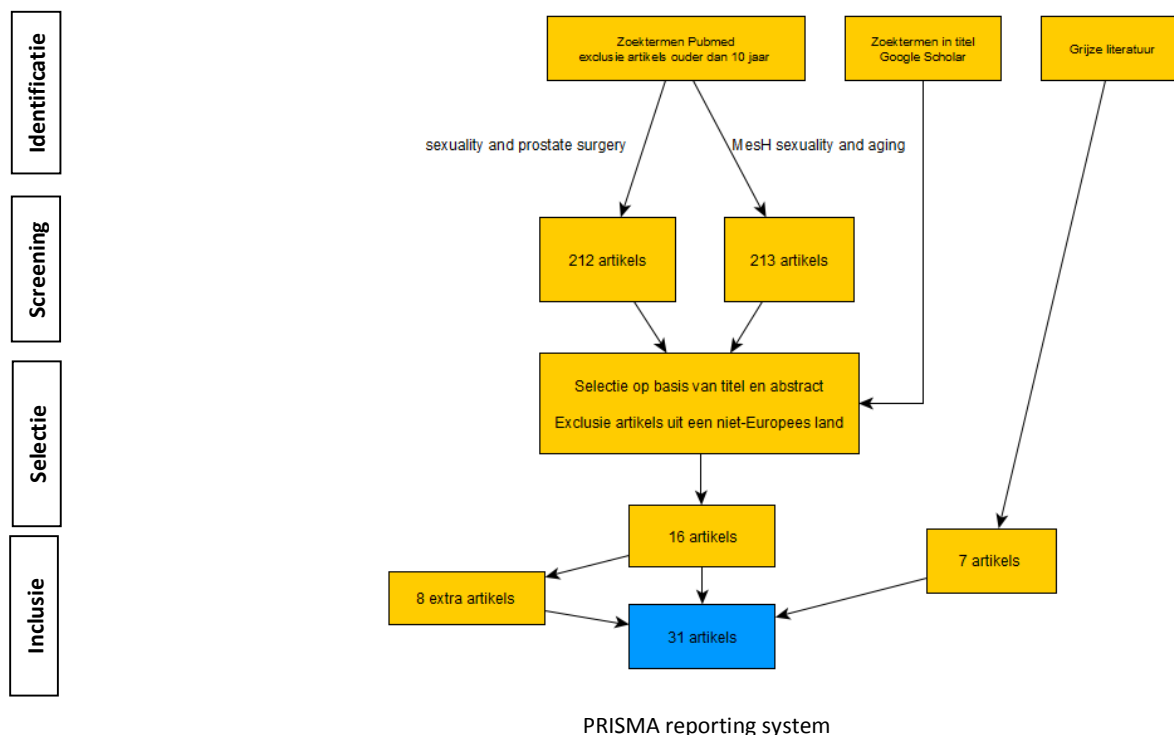 Identificatie
Zoektermen Pubmed
exclusie artikels ouder dan 10 jaar
Zoektermen in titel
Google Scholar
Grijze literatuur
sexuality and prostate surgery
MesH sexuality and aging
Screening
212 artikels
213 artikels
Selectie
Selectie op basis van titel en abstract
Exclusie artikels uit een niet-Europees land
16 artikels
7 artikels
Inclusie
8 extra artikels
31 artikels
PRISMA reporting system